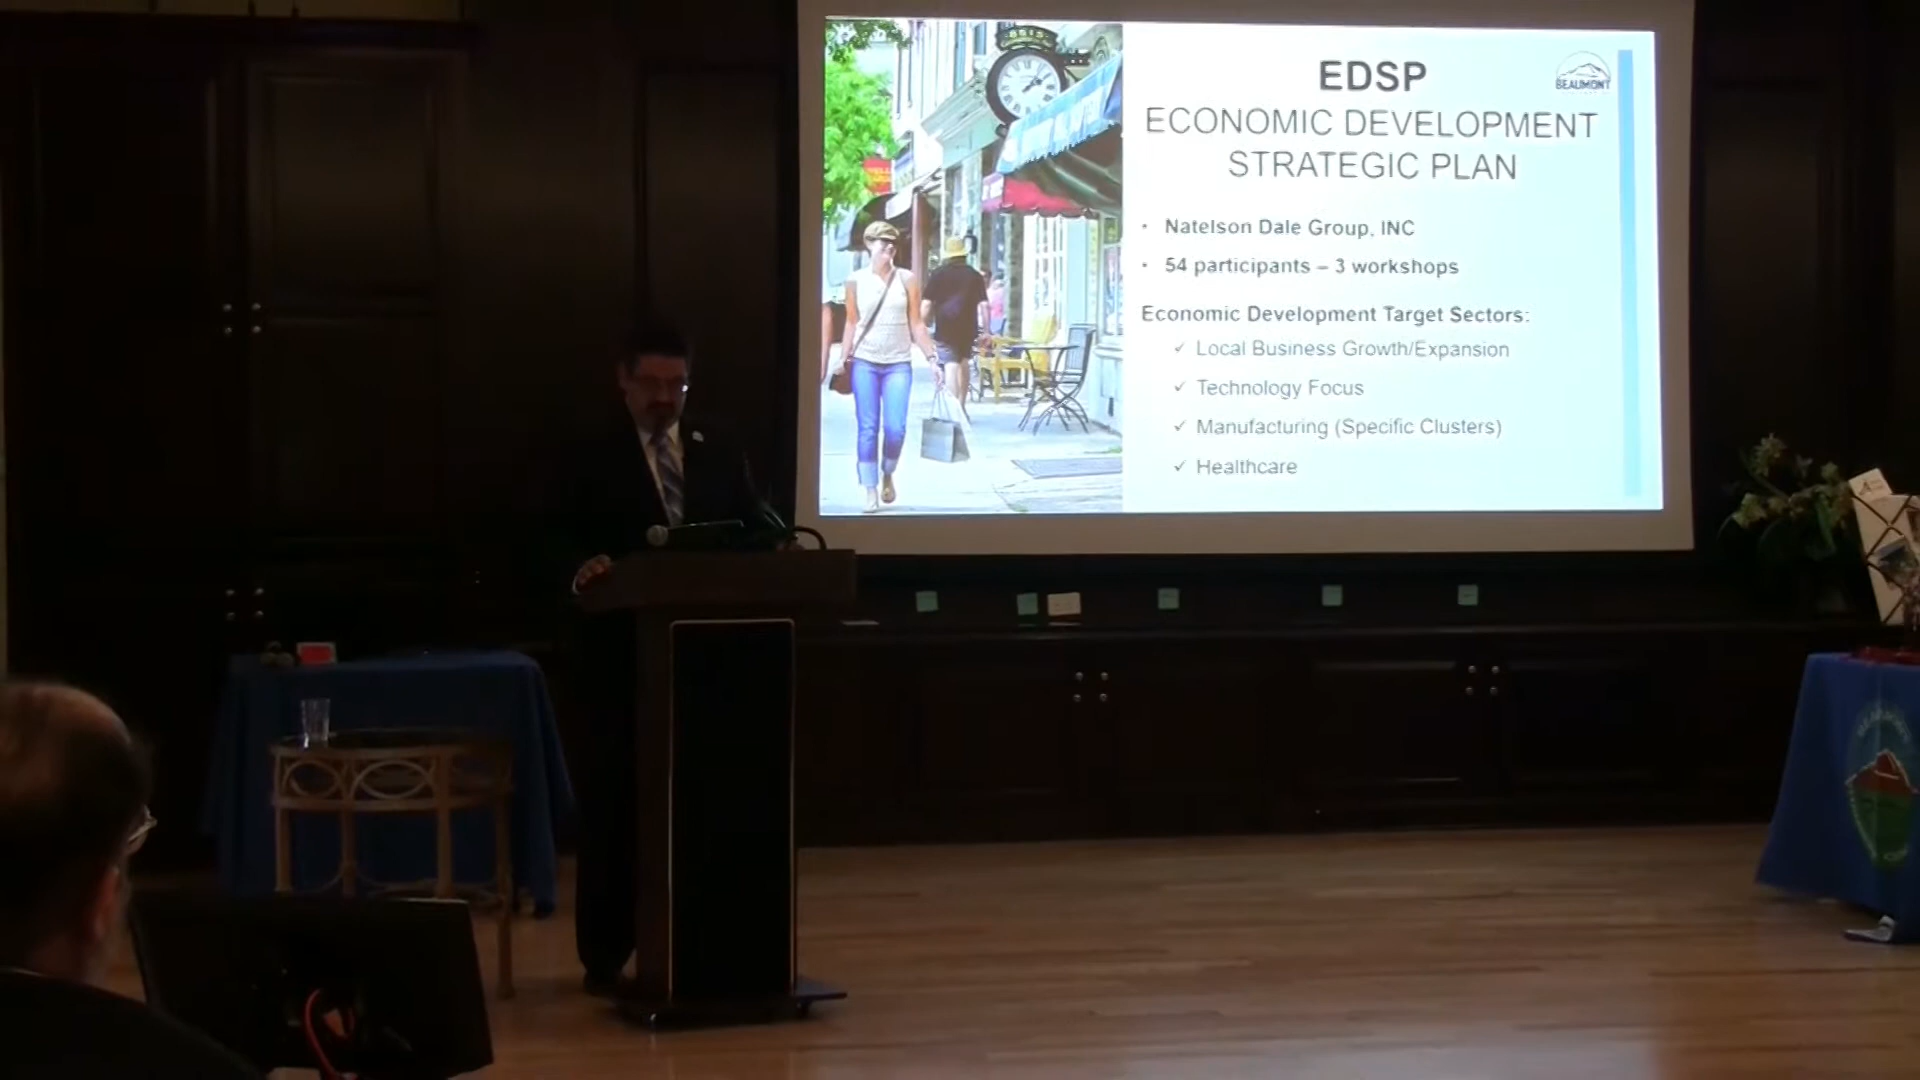 EDSP
BEAUMONT
ECONOMIC DEVELOPMENT
STRATEGIC PLAN
• Natelson Dale Group, INC
• 54 participants – 3 workshops
Economic Development Target Sectors:
✓ Local Business Growth/Expansion
✓ Technology Focus
✓ Manufacturing (Specific Clusters)
✓ Healthcare